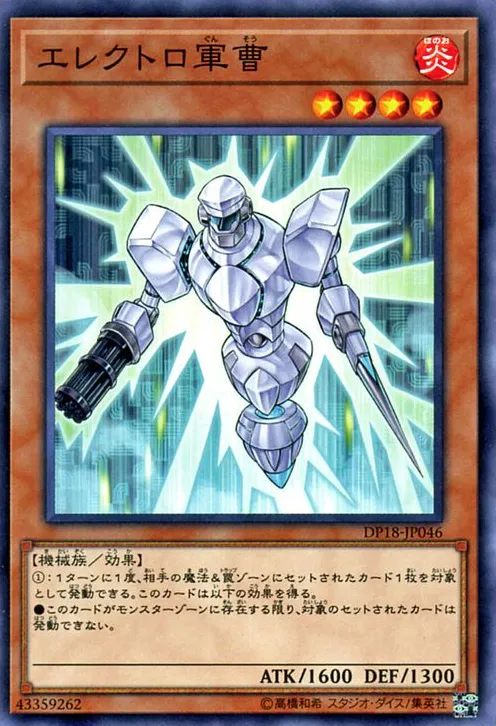 エレクトロ軍曹
炎
DP18-JP046
【機械族/効果】
①:1ターンに1度、相手の魔法&罠ゾーンにセットされたカード1枚を対象
として発動できる。このカードは以下の効果を得る。
●このカードがモンスターゾーンに存在する限り、対象のセットされたカードは
発動できない。
ATK/1600 DEF/1300
43359262
©高橋和希 スタジオ・ダイス/集英社